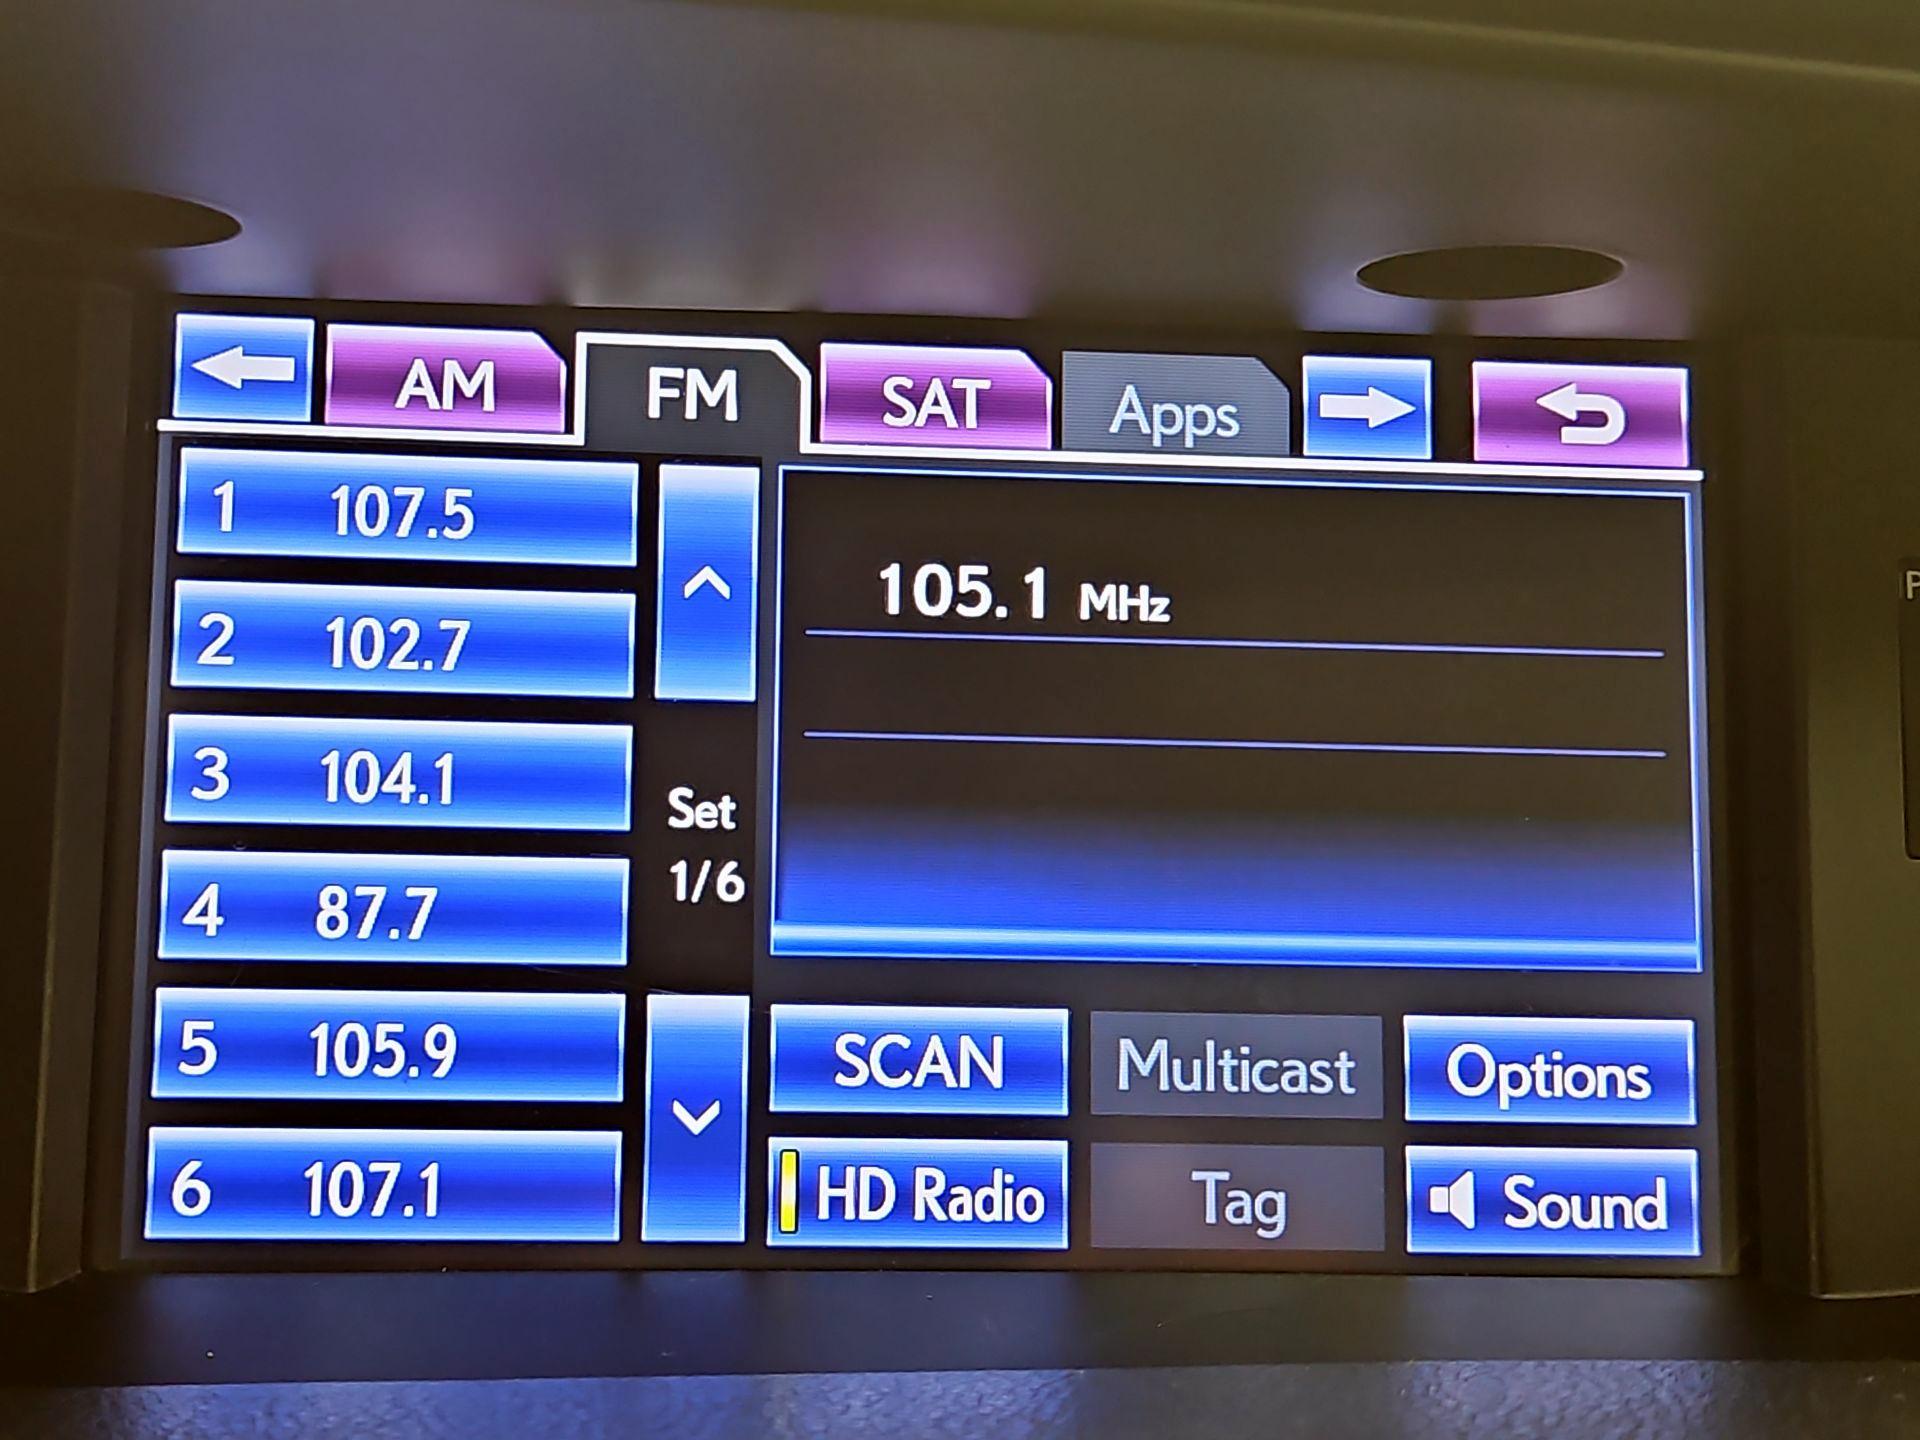 AM FM SAT Apps
1 107.5
2 102.7
3 104.1
4 87.7
5 105.9
6 107.1
Set
1/6
105.1 MHz
SCAN Multicast Options
HD Radio Tag Sound